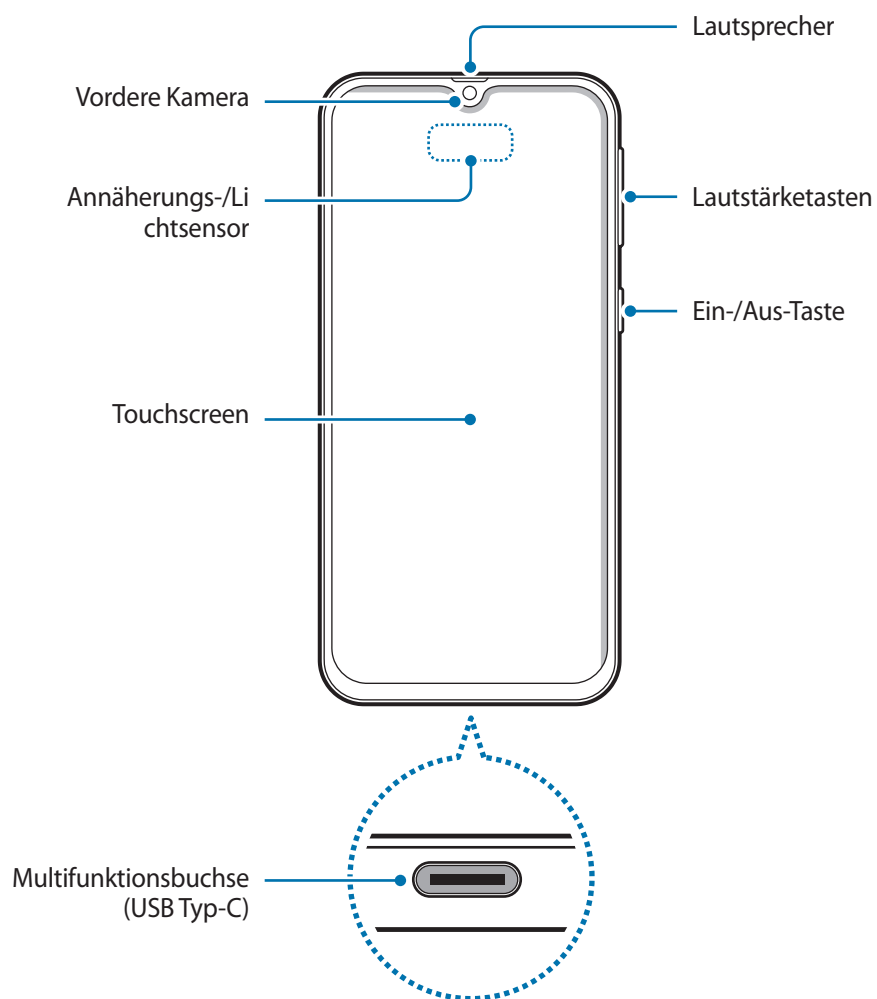 Lautsprecher
Vordere Kamera
Annäherungs-/Li
chtsensor
Lautstärketasten
Ein-/Aus-Taste
Touchscreen
Multifunktionsbuchse
(USB Typ-C)